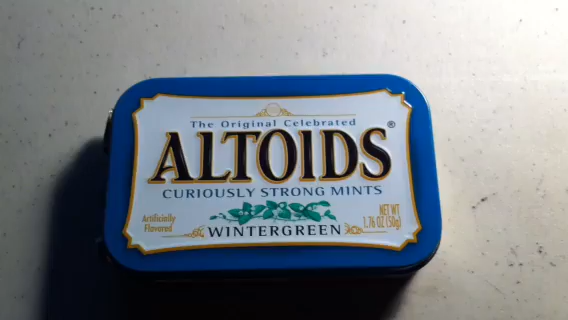 The Original Celebrated
ALTOIDS®
CURIOUSLY STRONG MINTS
Artificially
Flavored
WINTERGREEN
NET WT
1.76 OZ (50g)